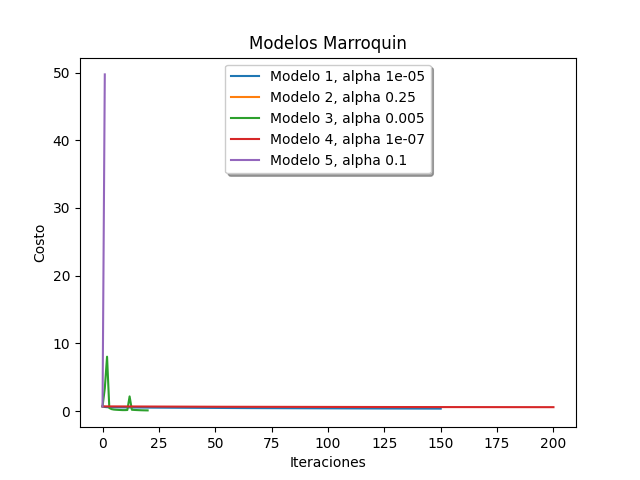 Modelos Marroquin
Modelo 1, alpha 1e-05
Modelo 2, alpha 0.25
Modelo 3, alpha 0.005
Modelo 4, alpha 1e-07
Modelo 5, alpha 0.1
Costo
50
40
30
20
10
0
0 25 50 75 100 125 150 175 200
Iteraciones